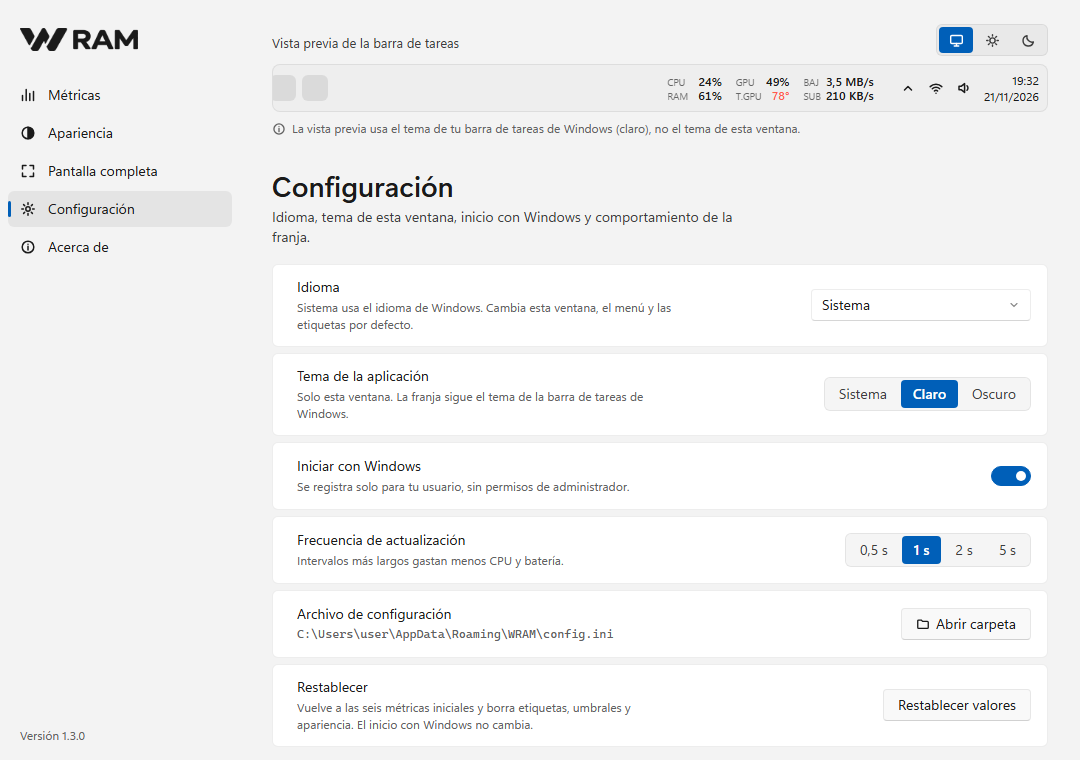 WRAM
Métricas
Apariencia
Pantalla completa
Configuración
Acerca de
Versión 1.3.0
Vista previa de la barra de tareas
CPU 24% GPU 49% BAJ 3,5 MB/s
RAM 61% T.GPU 78° SUB 210 KB/s
19:32
21/11/2026
La vista previa usa el tema de tu barra de tareas de Windows (claro), no el tema de esta ventana.
Configuración
Idioma, tema de esta ventana, inicio con Windows y comportamiento de la
franja.
Idioma
Sistema usa el idioma de Windows. Cambia esta ventana, el menú y las
etiquetas por defecto.
Sistema
Tema de la aplicación
Solo esta ventana. La franja sigue el tema de la barra de tareas de
Windows.
Sistema Claro Oscuro
Iniciar con Windows
Se registra solo para tu usuario, sin permisos de administrador.
Frecuencia de actualización
Intervalos más largos gastan menos CPU y batería.
0,5 s 1 s 2 s 5 s
Archivo de configuración
C:\Users\user\AppData\Roaming\WRAM\config.ini
Abrir carpeta
Restablecer
Vuelve a las seis métricas iniciales y borra etiquetas, umbrales y
apariencia. El inicio con Windows no cambia.
Restablecer valores